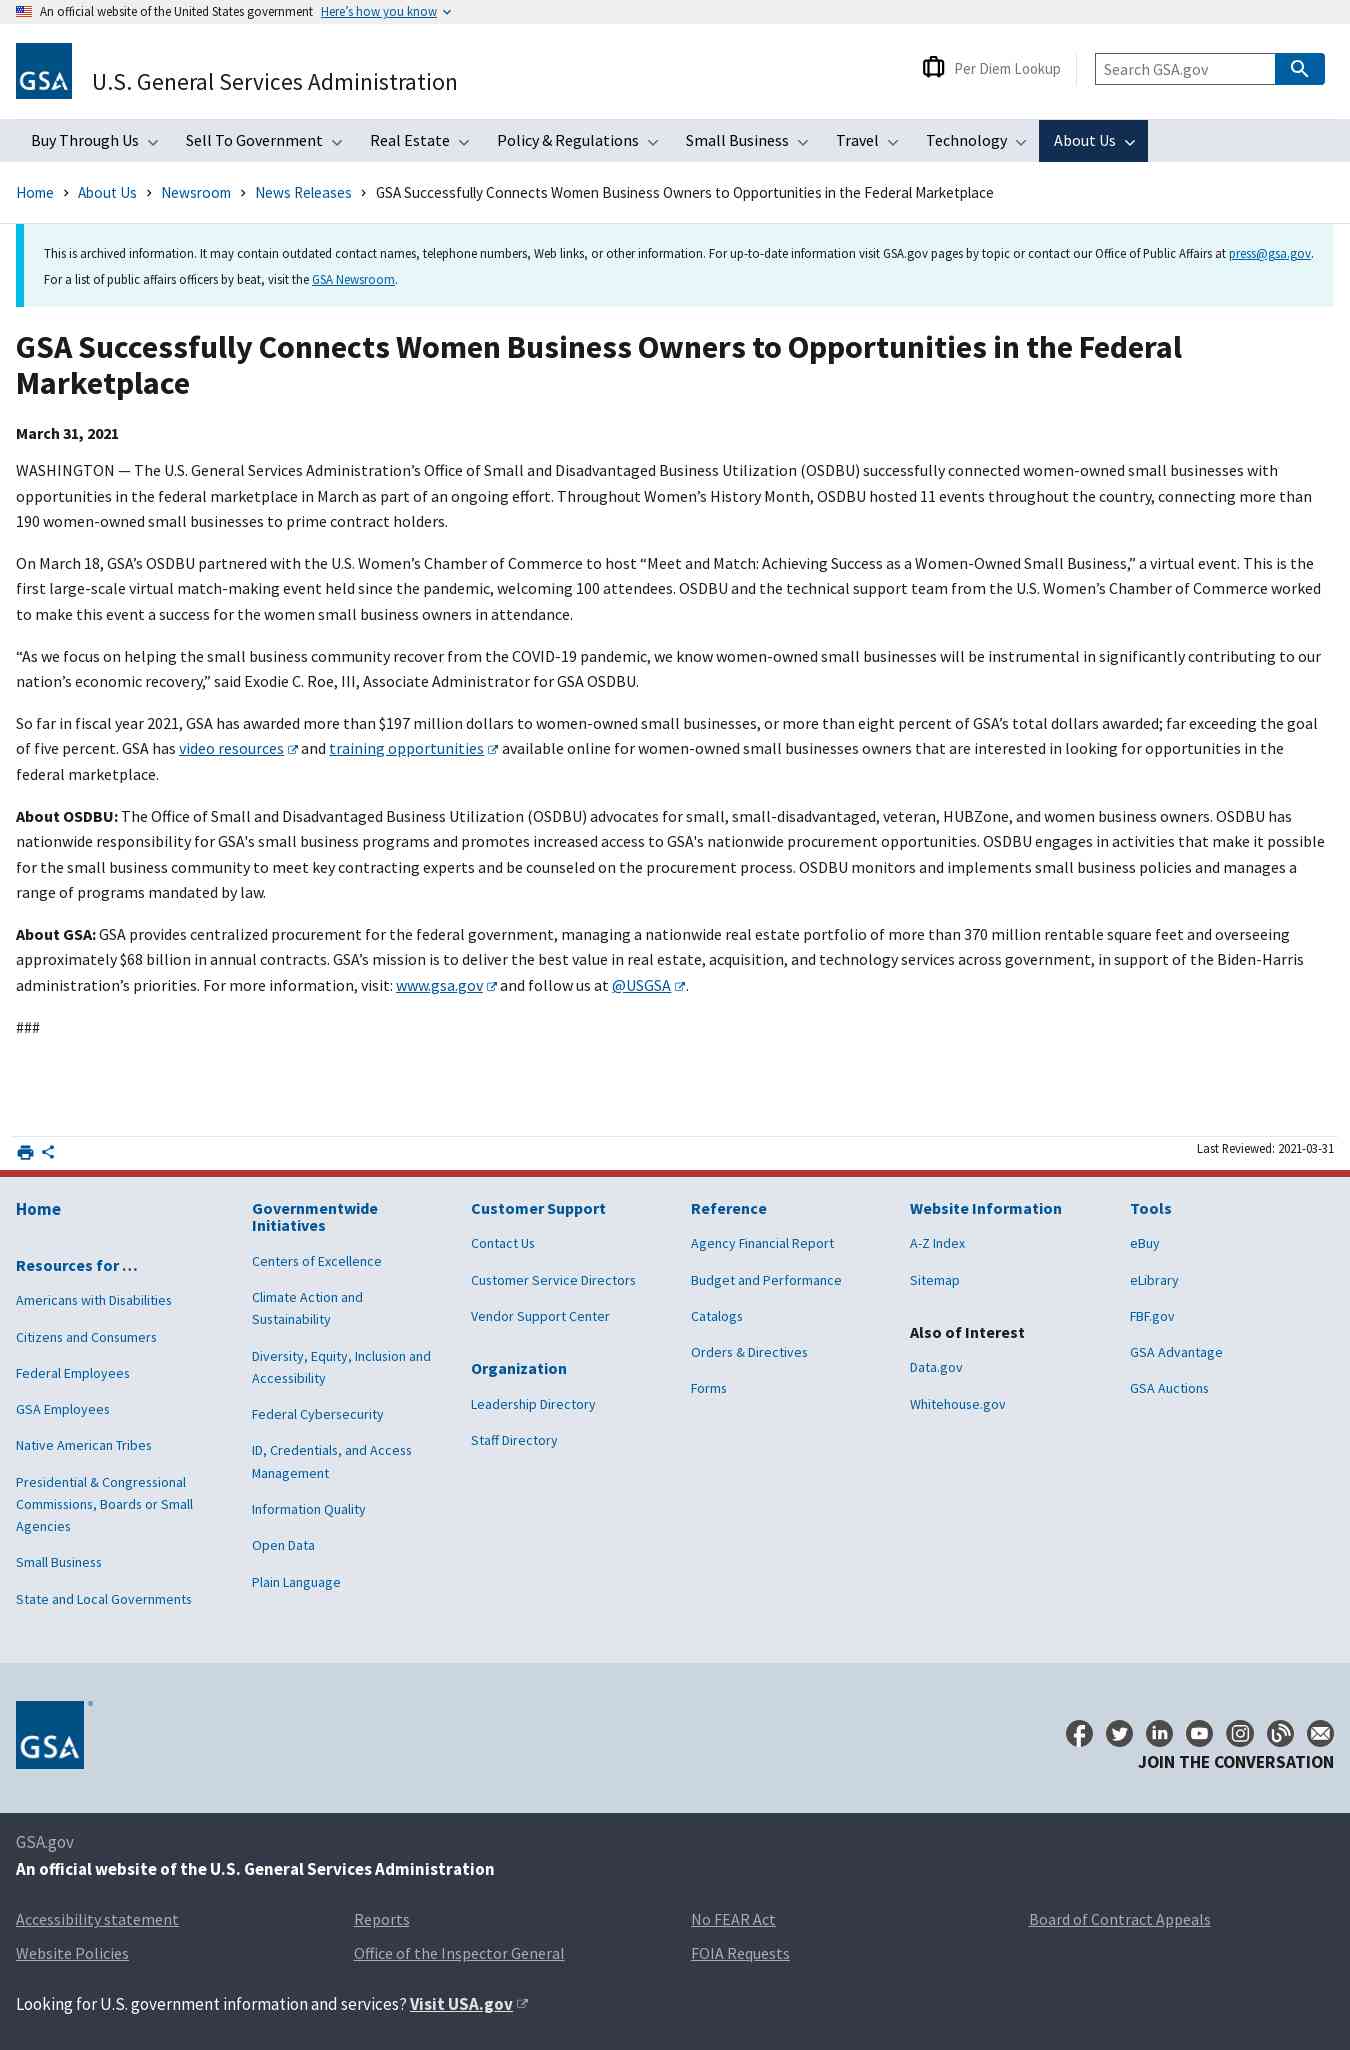 An official website of the United States government Here's how you know
GSA
U.S. General Services Administration
Per Diem Lookup
Search GSA.gov
Buy Through Us Sell To Government Real Estate Policy & Regulations Small Business Travel Technology About Us
Home › About Us › Newsroom › News Releases › GSA Successfully Connects Women Business Owners to Opportunities in the Federal Marketplace
This is archived information. It may contain outdated contact names, telephone numbers, Web links, or other information. For up-to-date information visit GSA.gov pages by topic or contact our Office of Public Affairs at press@gsa.gov.
For a list of public affairs officers by beat, visit the GSA Newsroom.
GSA Successfully Connects Women Business Owners to Opportunities in the Federal
Marketplace
March 31, 2021
WASHINGTON — The U.S. General Services Administration’s Office of Small and Disadvantaged Business Utilization (OSDBU) successfully connected women-owned small businesses with
opportunities in the federal marketplace in March as part of an ongoing effort. Throughout Women’s History Month, OSDBU hosted 11 events throughout the country, connecting more than
190 women-owned small businesses to prime contract holders.
On March 18, GSA’s OSDBU partnered with the U.S. Women’s Chamber of Commerce to host “Meet and Match: Achieving Success as a Women-Owned Small Business,” a virtual event. This is the
first large-scale virtual match-making event held since the pandemic, welcoming 100 attendees. OSDBU and the technical support team from the U.S. Women’s Chamber of Commerce worked
to make this event a success for the women small business owners in attendance.
“As we focus on helping the small business community recover from the COVID-19 pandemic, we know women-owned small businesses will be instrumental in significantly contributing to our
nation’s economic recovery,” said Exodie C. Roe, III, Associate Administrator for GSA OSDBU.
So far in fiscal year 2021, GSA has awarded more than $197 million dollars to women-owned small businesses, or more than eight percent of GSA’s total dollars awarded; far exceeding the goal
of five percent. GSA has video resources and training opportunities available online for women-owned small businesses owners that are interested in looking for opportunities in the
federal marketplace.
About OSDBU: The Office of Small and Disadvantaged Business Utilization (OSDBU) advocates for small, small-disadvantaged, veteran, HUBZone, and women business owners. OSDBU has
nationwide responsibility for GSA's small business programs and promotes increased access to GSA's nationwide procurement opportunities. OSDBU engages in activities that make it possible
for the small business community to meet key contracting experts and be counseled on the procurement process. OSDBU monitors and implements small business policies and manages a
range of programs mandated by law.
About GSA: GSA provides centralized procurement for the federal government, managing a nationwide real estate portfolio of more than 370 million rentable square feet and overseeing
approximately $68 billion in annual contracts. GSA’s mission is to deliver the best value in real estate, acquisition, and technology services across government, in support of the Biden-Harris
administration’s priorities. For more information, visit: www.gsa.gov and follow us at @USGSA.
###
Last Reviewed: 2021-03-31
Home
Resources for …
Americans with Disabilities
Citizens and Consumers
Federal Employees
GSA Employees
Native American Tribes
Presidential & Congressional
Commissions, Boards or Small
Agencies
Small Business
State and Local Governments
Governmentwide
Initiatives
Centers of Excellence
Climate Action and
Sustainability
Diversity, Equity, Inclusion and
Accessibility
Federal Cybersecurity
ID, Credentials, and Access
Management
Information Quality
Open Data
Plain Language
Customer Support
Contact Us
Customer Service Directors
Vendor Support Center
Organization
Leadership Directory
Staff Directory
Reference
Agency Financial Report
Budget and Performance
Catalogs
Orders & Directives
Forms
Website Information
A-Z Index
Sitemap
Also of Interest
Data.gov
Whitehouse.gov
Tools
eBuy
eLibrary
FBF.gov
GSA Advantage
GSA Auctions
GSA
JOIN THE CONVERSATION
GSA.gov
An official website of the U.S. General Services Administration
Accessibility statement Reports No FEAR Act Board of Contract Appeals
Website Policies Office of the Inspector General FOIA Requests
Looking for U.S. government information and services? Visit USA.gov